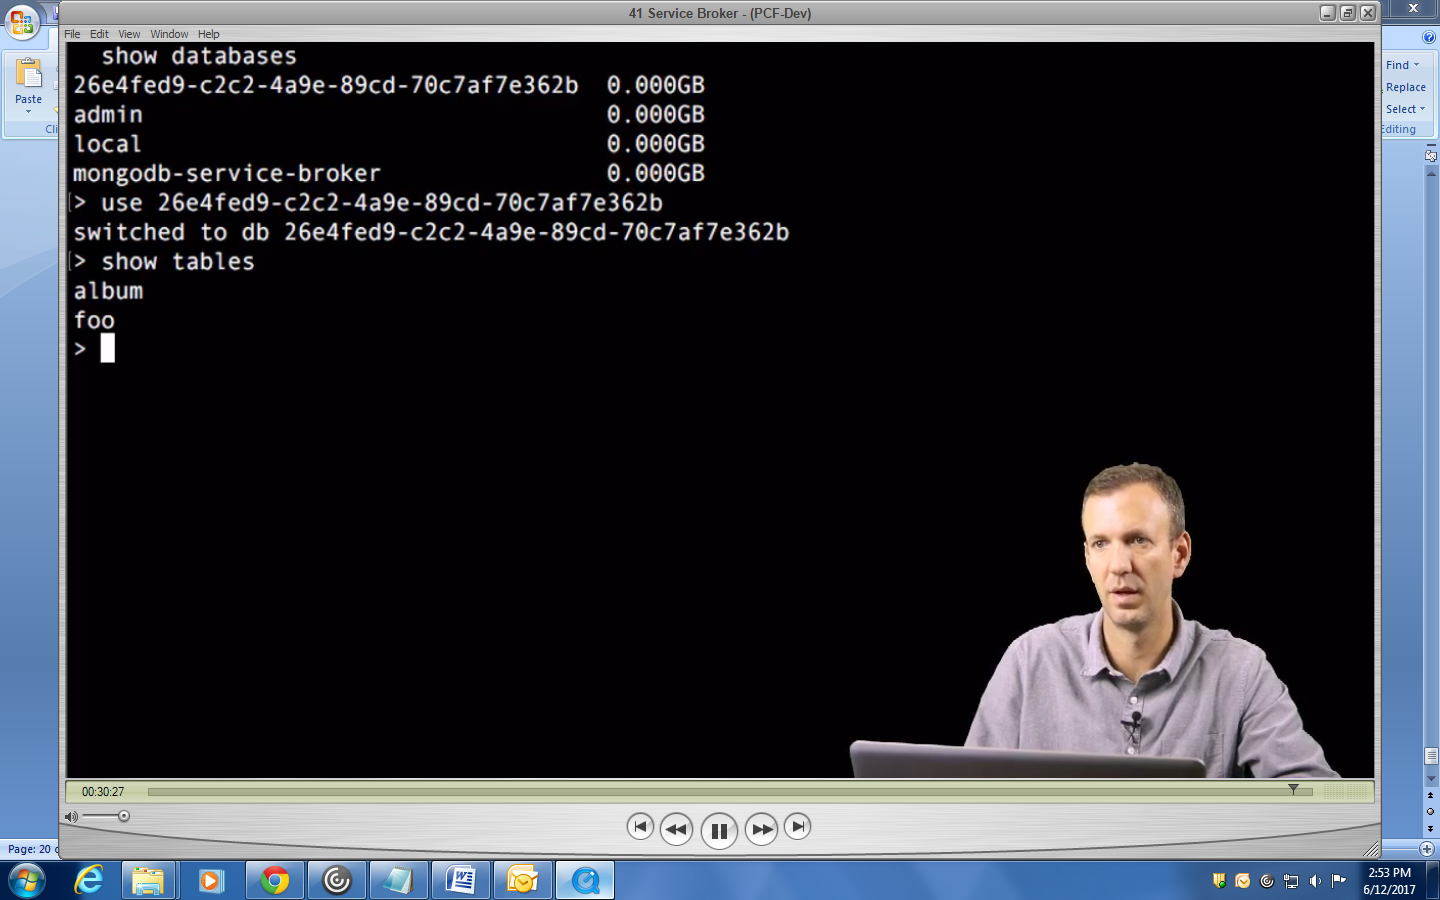 41 Service Broker - (PCF-Dev)
File Edit View Window Help
show databases
26e4fed9-c2c2-4a9e-89cd-70c7af7e362b 0.000GB
admin 0.000GB
local 0.000GB
mongodb-service-broker 0.000GB
> use 26e4fed9-c2c2-4a9e-89cd-70c7af7e362b
switched to db 26e4fed9-c2c2-4a9e-89cd-70c7af7e362b
> show tables
album
foo
>
Paste
Find
Replace
Select
Editing
00:30:27
Page: 20
2:53 PM
6/12/2017